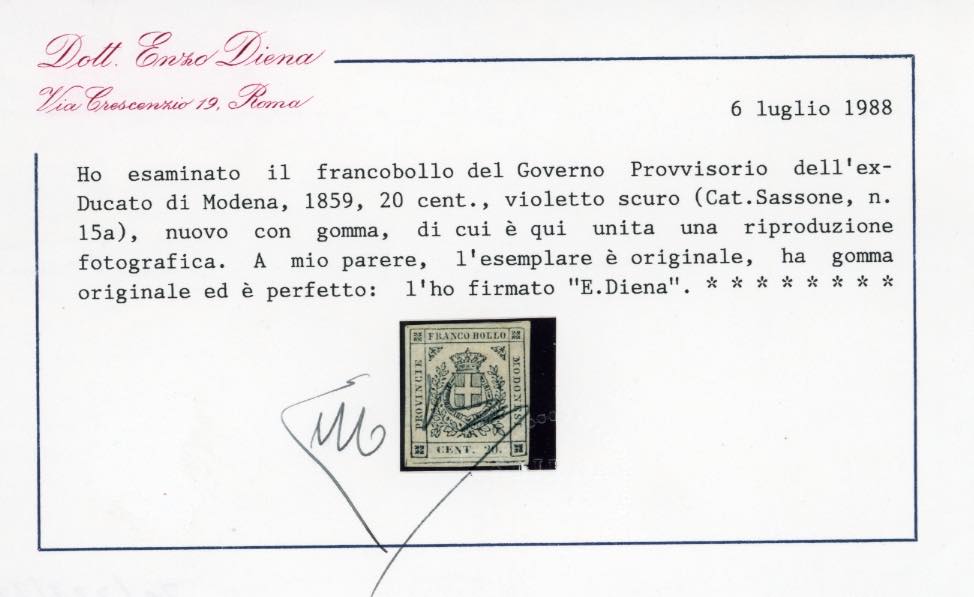 Dott. Enzo Diena
Via Crescenzio 19, Roma
6 luglio 1988
Ho esaminato il francobollo del Governo Provvisorio dell'ex-
Ducato di Modena, 1859, 20 cent., violetto scuro (Cat.Sassone, n.
15a), nuovo con gomma, di cui è qui unita una riproduzione
fotografica. A mio parere, l'esemplare è originale, ha gomma
originale ed è perfetto: l'ho firmato "E.Diena". * * * * * * * *
FRANCO BOLLO
PROVINCIE
MODONESI
CENT. 20.